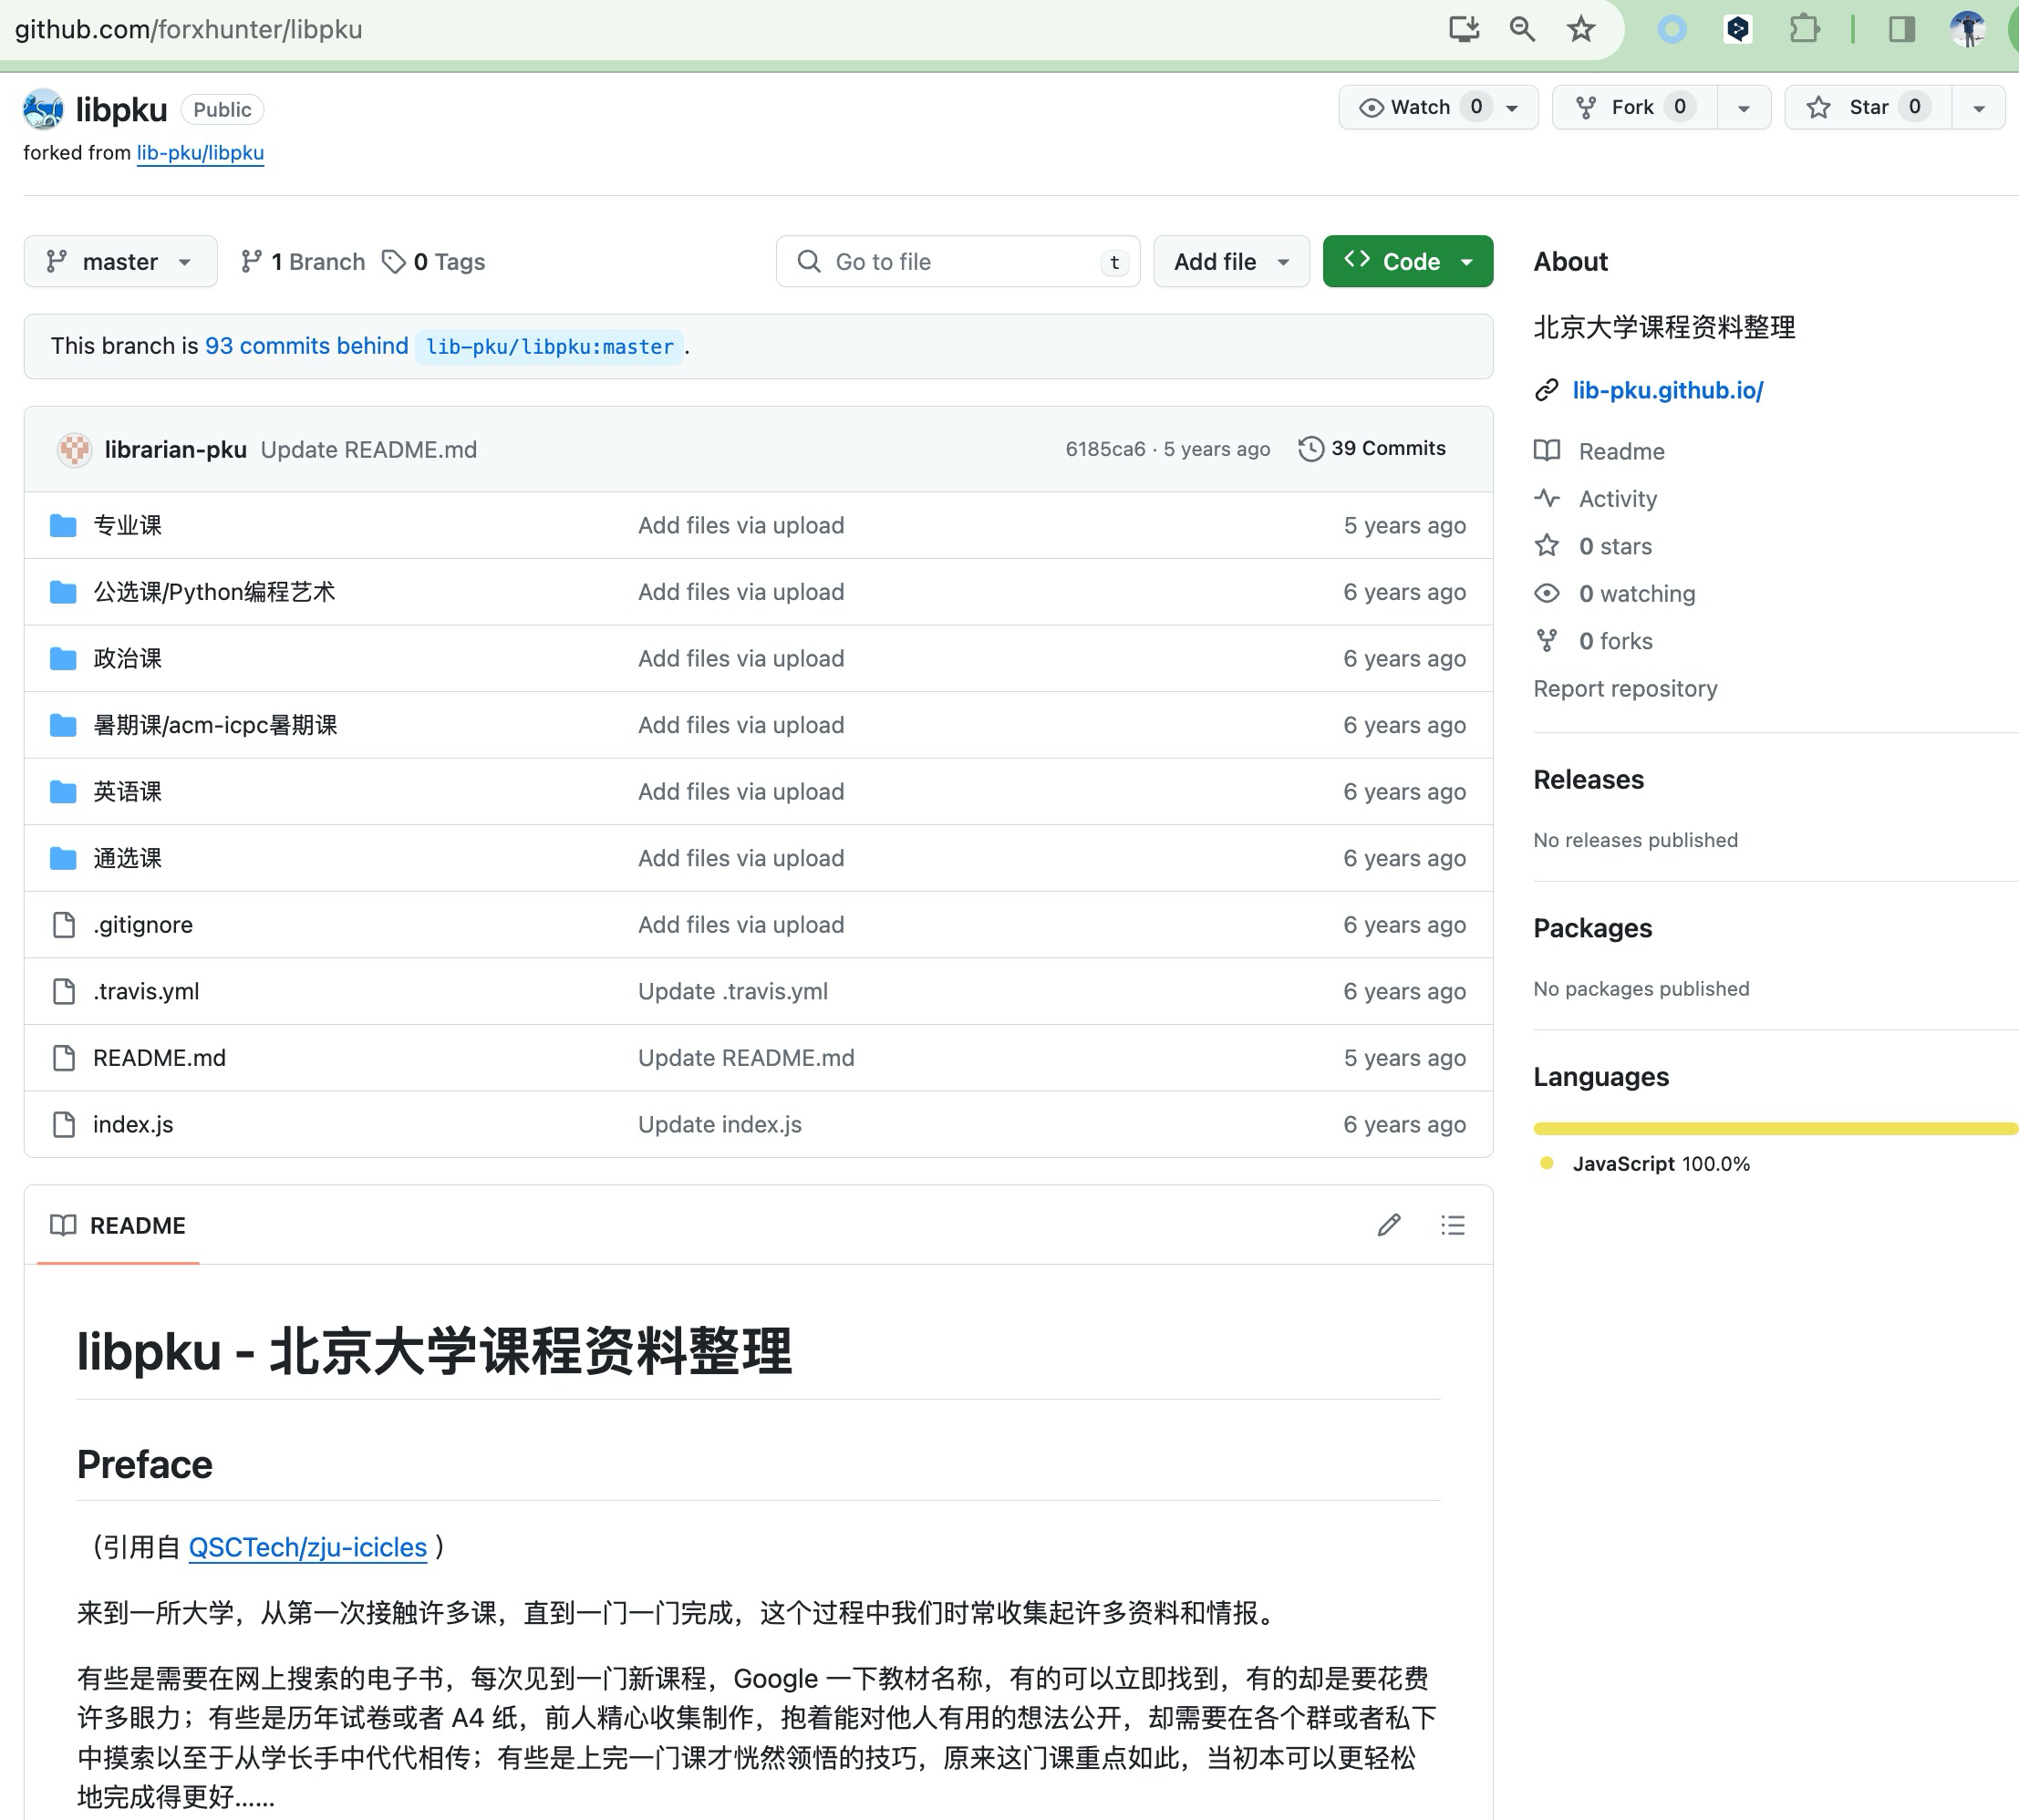 github.com/forxhunter/libpku
libpku Public
Watch 0
Fork 0
Star 0
forked from lib-pku/libpku
master
1 Branch
0 Tags
Go to file
t
Add file
Code
This branch is 93 commits behind lib-pku/libpku:master .
librarian-pku Update README.md 6185ca6 · 5 years ago 39 Commits
专业课 Add files via upload 5 years ago
公选课/Python编程艺术 Add files via upload 6 years ago
政治课 Add files via upload 6 years ago
暑期课/acm-icpc暑期课 Add files via upload 6 years ago
英语课 Add files via upload 6 years ago
通选课 Add files via upload 6 years ago
.gitignore Add files via upload 6 years ago
.travis.yml Update .travis.yml 6 years ago
README.md Update README.md 5 years ago
index.js Update index.js 6 years ago
README
libpku - 北京大学课程资料整理
Preface
（引用自 QSCTech/zju-icicles ）
来到一所大学，从第一次接触许多课，直到一门一门完成，这个过程中我们时常收集起许多资料和情报。
有些是需要在网上搜索的电子书，每次见到一门新课程，Google 一下教材名称，有的可以立即找到，有的却是要花费
许多眼力；有些是历年试卷或者 A4 纸，前人精心收集制作，抱着能对他人有用的想法公开，却需要在各个群或者私下
中摸索以至于从学长手中代代相传；有些是上完一门课才恍然领悟的技巧，原来这门课重点如此，当初本可以更轻松
地完成得更好……
About
北京大学课程资料整理
lib-pku.github.io/
Readme
Activity
0 stars
0 watching
0 forks
Report repository
Releases
No releases published
Packages
No packages published
Languages
JavaScript 100.0%